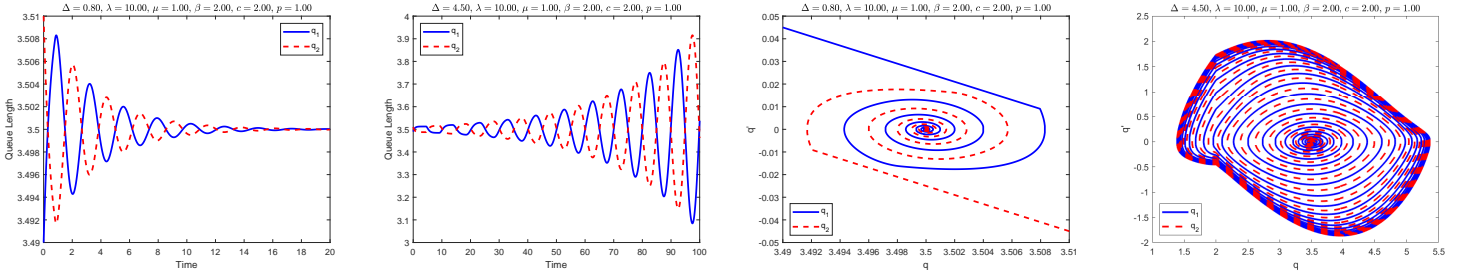 Δ = 0.80, λ = 10.00, μ = 1.00, β = 2.00, c = 2.00, p = 1.00
3.51
3.508
3.506
3.504
3.502
3.5
3.498
3.496
3.494
3.492
3.49
Queue Length
0 2 4 6 8 10 12 14 16 18 20
Time
q1
q2
Δ = 4.50, λ = 10.00, μ = 1.00, β = 2.00, c = 2.00, p = 1.00
4
3.9
3.8
3.7
3.6
3.5
3.4
3.3
3.2
3.1
3
Queue Length
0 10 20 30 40 50 60 70 80 90 100
Time
q1
q2
Δ = 0.80, λ = 10.00, μ = 1.00, β = 2.00, c = 2.00, p = 1.00
0.05
0.04
0.03
0.02
0.01
0
-0.01
-0.02
-0.03
-0.04
-0.05
q'
3.49 3.492 3.494 3.496 3.498 3.5 3.502 3.504 3.506 3.508 3.51
q
q1
q2
Δ = 4.50, λ = 10.00, μ = 1.00, β = 2.00, c = 2.00, p = 1.00
2.5
2
1.5
1
0.5
0
-0.5
-1
-1.5
-2
q'
1 1.5 2 2.5 3 3.5 4 4.5 5 5.5
q
q1
q2